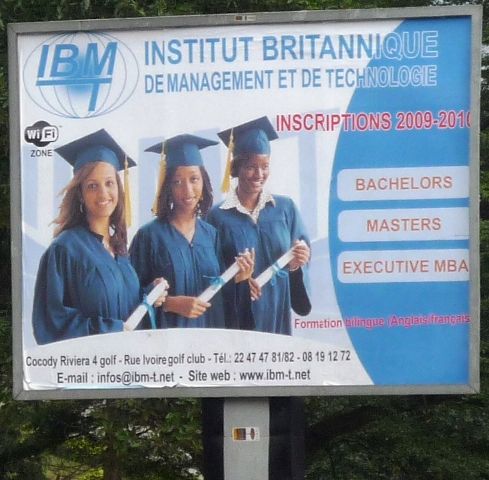 IBM
T
INSTITUT BRITANNIQUE
DE MANAGEMENT ET DE TECHNOLOGIE
Wi Fi
ZONE
INSCRIPTIONS 2009-2010
BACHELORS
MASTERS
EXECUTIVE MBA
Formation bilingue (Anglais/français
Cocody Riviera 4 golf - Rue Ivoire golf club - Tél.: 22 47 47 81/82 - 08 19 12 72
E-mail : infos@ibm-t.net - Site web : www.ibm-t.net